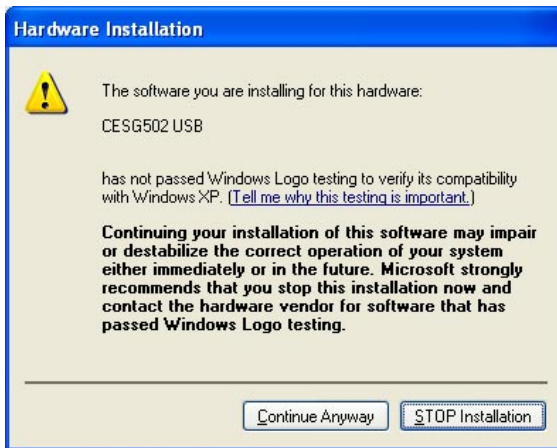 Hardware Installation
The software you are installing for this hardware:
CESG502 USB
has not passed Windows Logo testing to verify its compatibility
with Windows XP. (Tell me why this testing is important.)
Continuing your installation of this software may impair
or destabilize the correct operation of your system
either immediately or in the future. Microsoft strongly
recommends that you stop this installation now and
contact the hardware vendor for software that has
passed Windows Logo testing.
Continue Anyway
STOP Installation